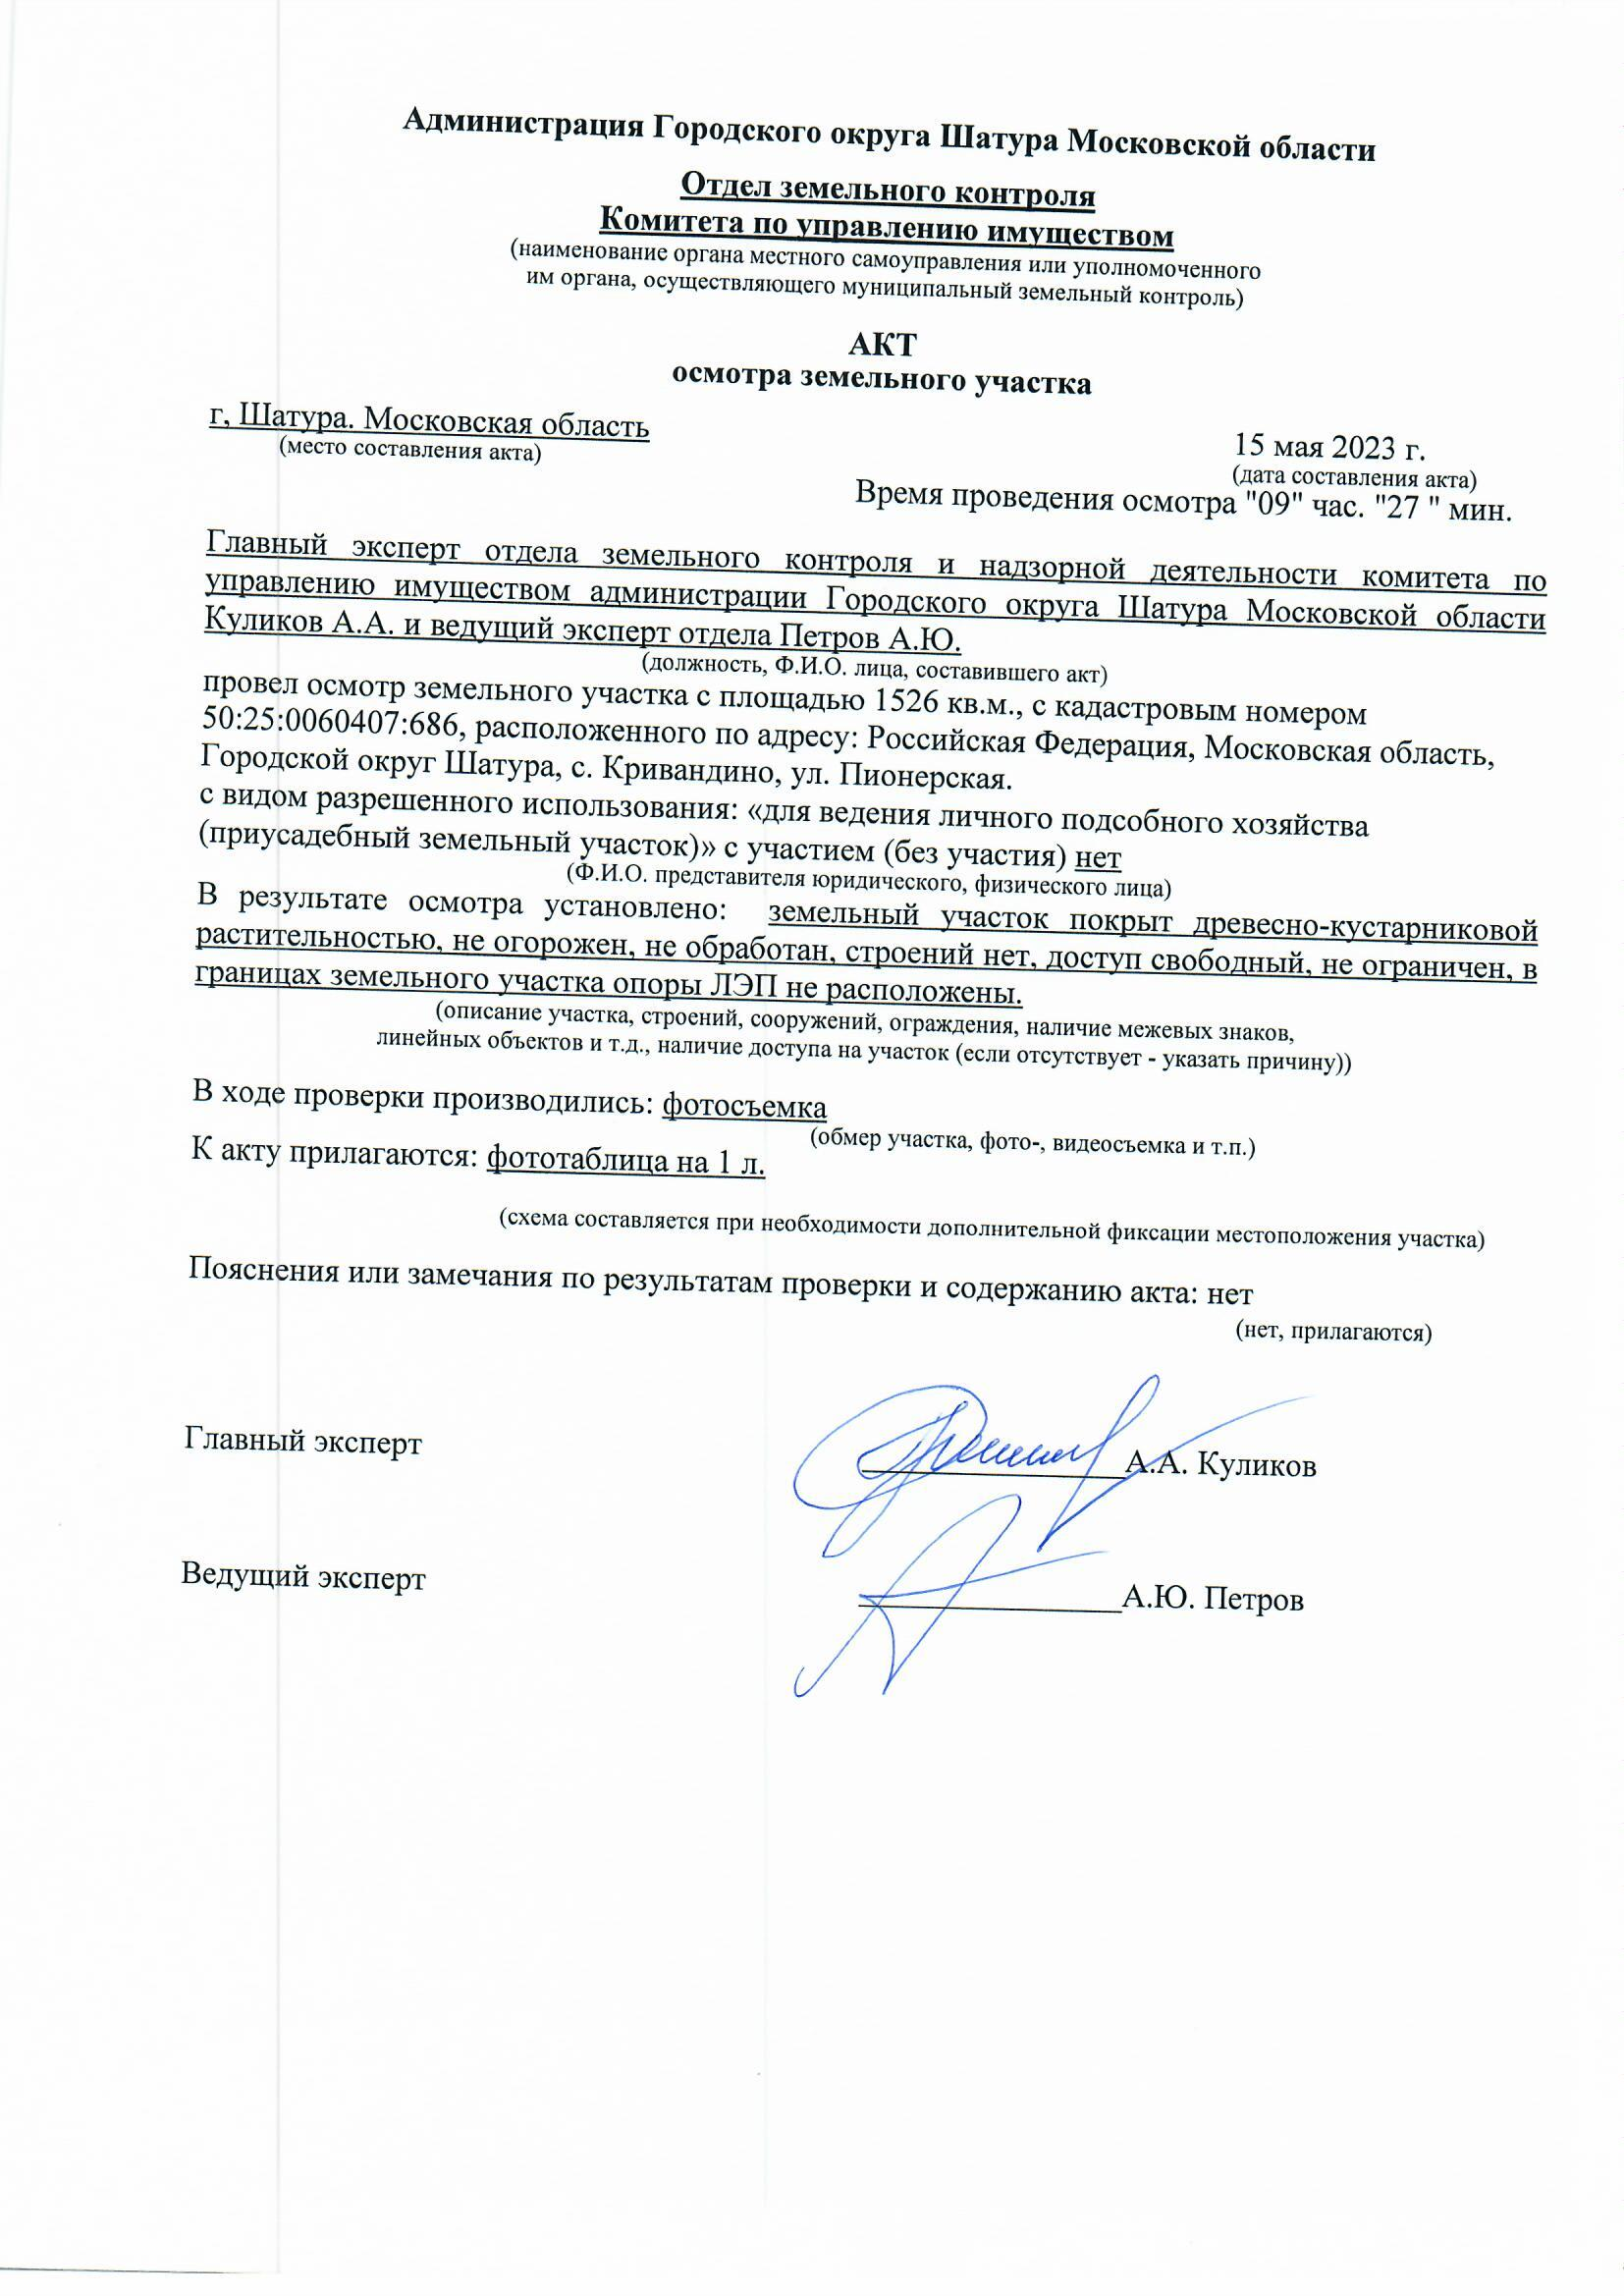 Администрация Городского округа Шатура Московской области
Отдел земельного контроля
Комитета по управлению имуществом
(наименование органа местного самоуправления или уполномоченного
им органа, осуществляющего муниципальный земельный контроль)
АКТ
осмотра земельного участка
г, Шатура. Московская область
(место составления акта)
15 мая 2023 г.
(дата составления акта)
Время проведения осмотра "09" час. "27 " мин.
Главный эксперт отдела земельного контроля и надзорной деятельности комитета по
управлению имуществом администрации Городского округа Шатура Московской области
Куликов А.А. и ведущий эксперт отдела Петров А.Ю.
(должность, Ф.И.О. лица, составившего акт)
провел осмотр земельного участка с площадью 1526 кв.м., с кадастровым номером
50:25:0060407:686, расположенного по адресу: Российская Федерация, Московская область,
Городской округ Шатура, с. Кривандино, ул. Пионерская.
с видом разрешенного использования: «для ведения личного подсобного хозяйства
(приусадебный земельный участок)» с участием (без участия) нет
(Ф.И.О. представителя юридического, физического лица)
В результате осмотра установлено: земельный участок покрыт древесно-кустарниковой
растительностью, не огорожен, не обработан, строений нет, доступ свободный, не ограничен, в
границах земельного участка опоры ЛЭП не расположены.
(описание участка, строений, сооружений, ограждения, наличие межевых знаков,
линейных объектов и т.д., наличие доступа на участок (если отсутствует - указать причину))
В ходе проверки производились: фотосъемка
(обмер участка, фото-, видеосъемка и т.п.)
К акту прилагаются: фототаблица на 1 л.
(схема составляется при необходимости дополнительной фиксации местоположения участка)
Пояснения или замечания по результатам проверки и содержанию акта: нет
(нет, прилагаются)
Главный эксперт
А.А. Куликов
Ведущий эксперт
А.Ю. Петров